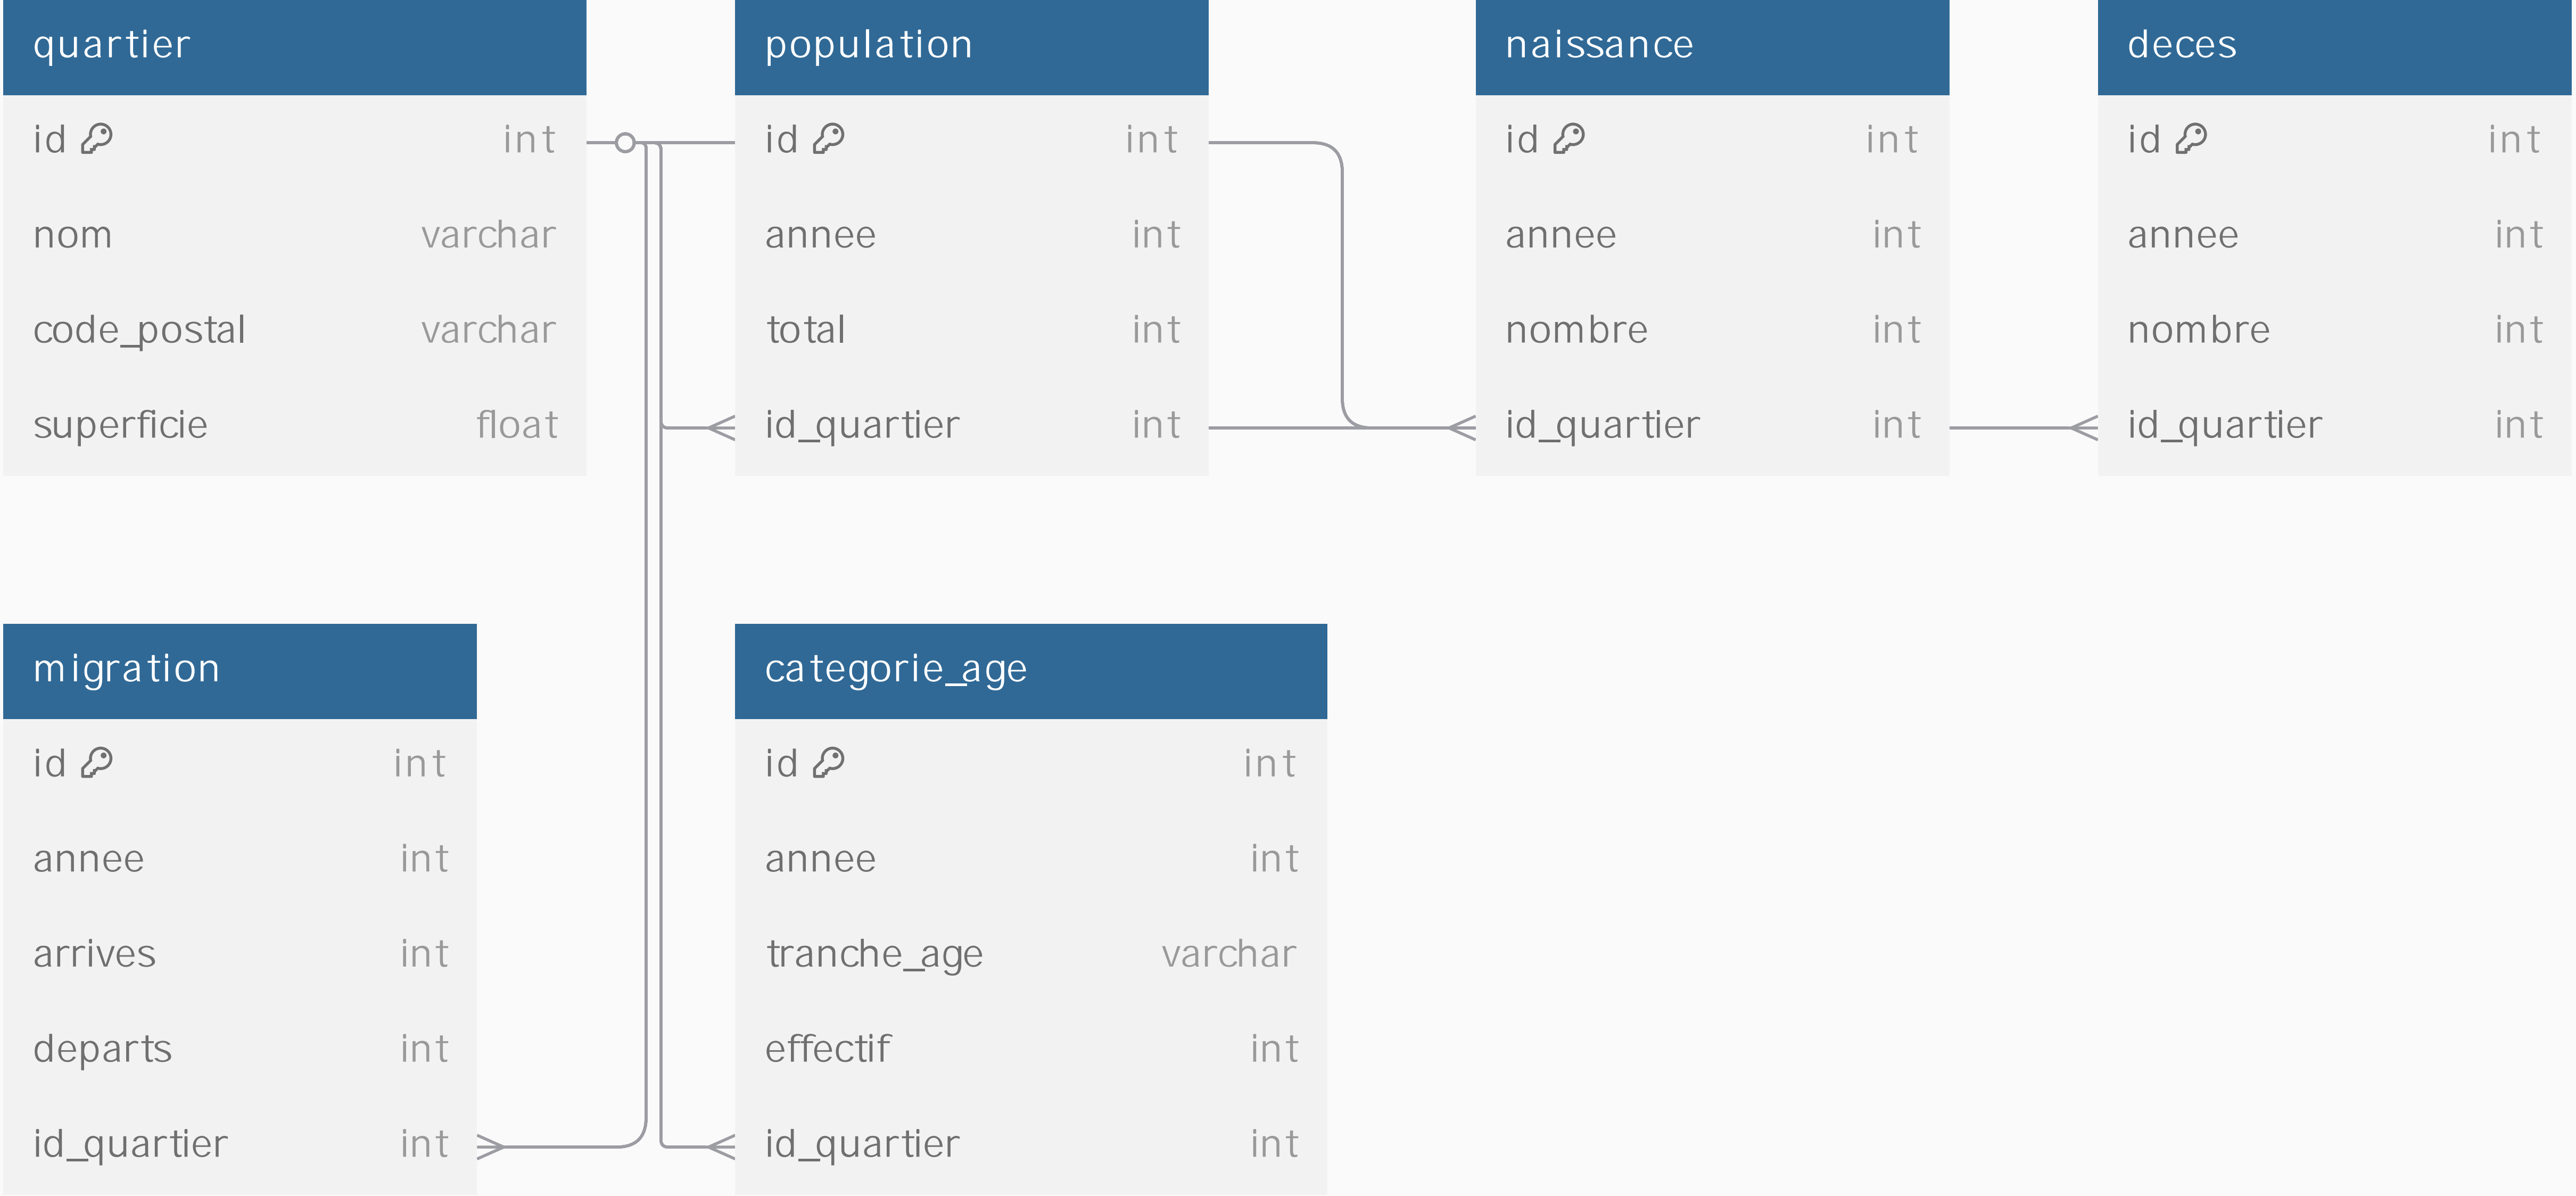 quartier
id int
nom varchar
code_postal varchar
superficie float
population
id int
annee int
total int
id_quartier int
naissance
id int
annee int
nombre int
id_quartier int
deces
id int
annee int
nombre int
id_quartier int
migration
id int
annee int
arrives int
departs int
id_quartier int
categorie_age
id int
annee int
tranche_age varchar
effectif int
id_quartier int